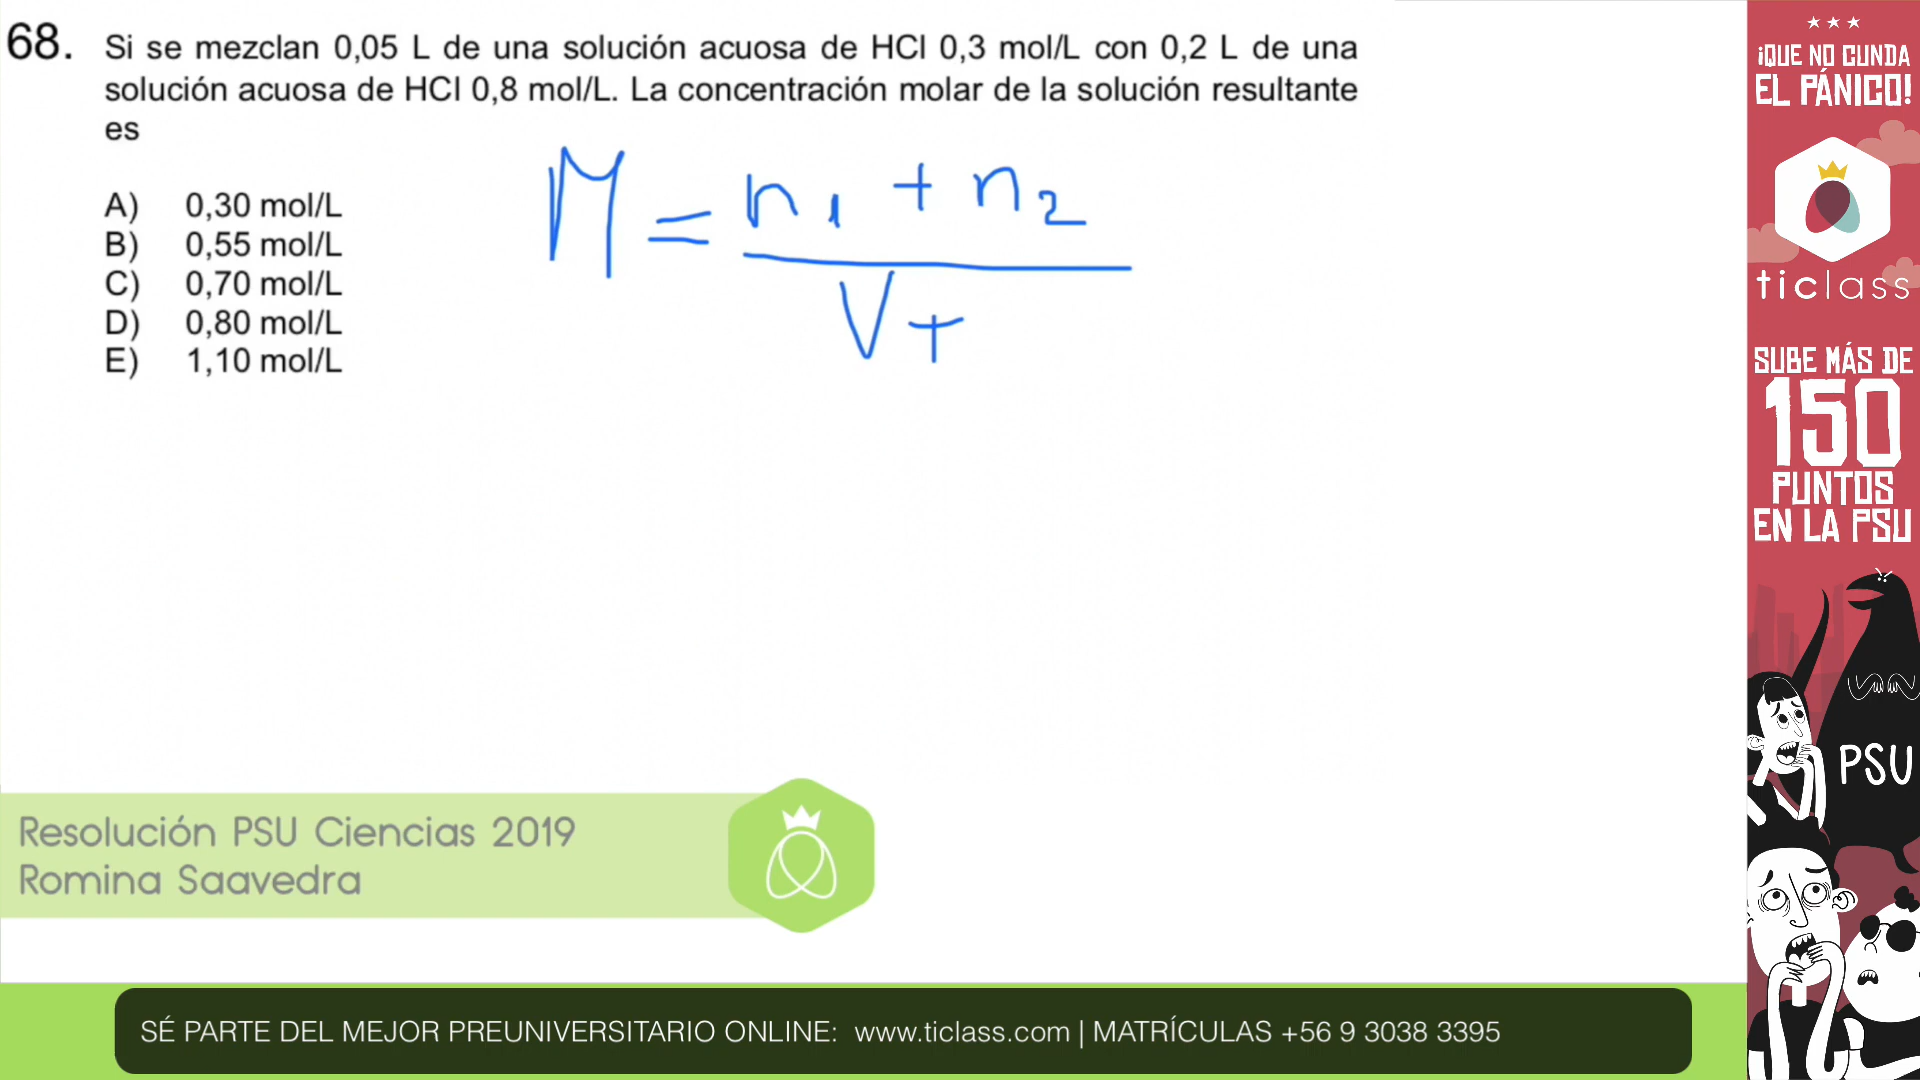 68. Si se mezclan 0,05 L de una solución acuosa de HCl 0,3 mol/L con 0,2 L de una
solución acuosa de HCl 0,8 mol/L. La concentración molar de la solución resultante
es
A) 0,30 mol/L
B) 0,55 mol/L
C) 0,70 mol/L
D) 0,80 mol/L
E) 1,10 mol/L
M = n1 + n2
VT
Resolución PSU Ciencias 2019
Romina Saavedra
SÉ PARTE DEL MEJOR PREUNIVERSITARIO ONLINE: www.ticlass.com | MATRÍCULAS +56 9 3038 3395
¡QUE NO CUNDA
EL PÁNICO!
ticlass
SUBE MÁS DE
150
PUNTOS
EN LA PSU
PSU